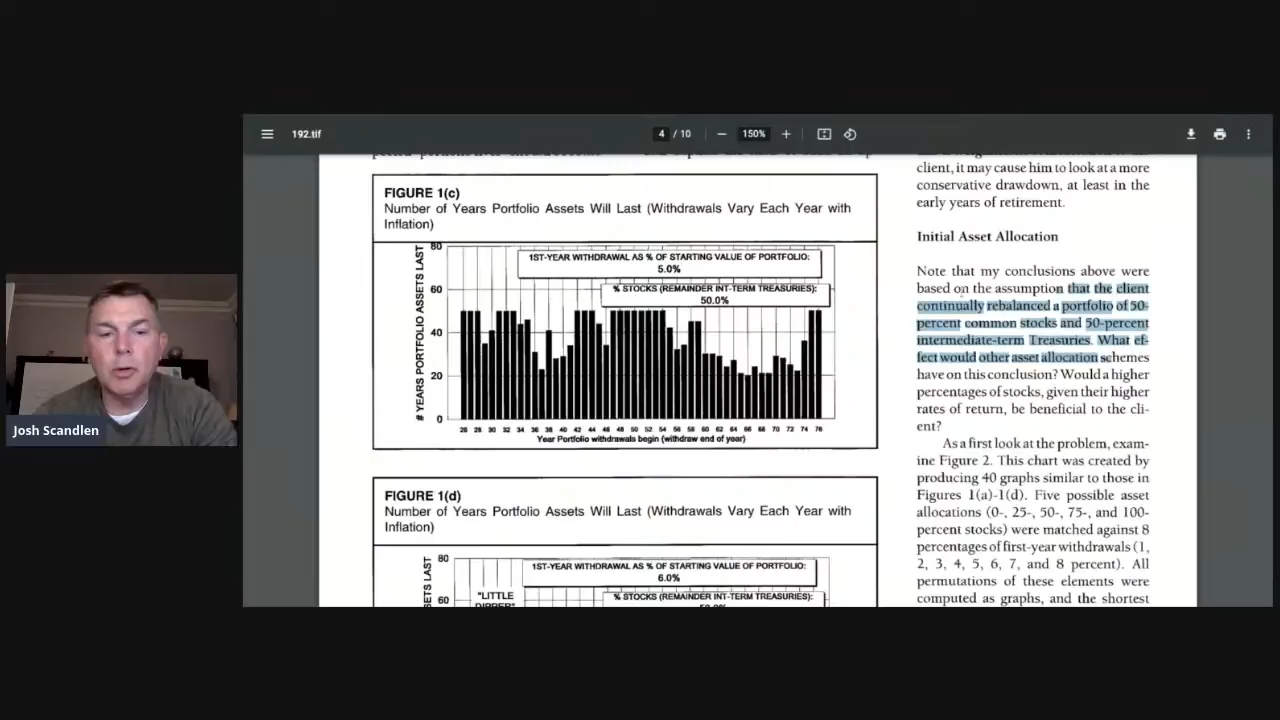 192.tif
4 / 10
150%
Josh Scandlen
FIGURE 1(c)
Number of Years Portfolio Assets Will Last (Withdrawals Vary Each Year with
Inflation)
# YEARS PORTFOLIO ASSETS LAST
80
60
40
20
0
1ST-YEAR WITHDRAWAL AS % OF STARTING VALUE OF PORTFOLIO:
5.0%
% STOCKS (REMAINDER INT-TERM TREASURIES):
50.0%
26 28 30 32 34 36 38 40 42 44 46 48 50 52 54 56 58 60 62 64 66 68 70 72 74 76
Year Portfolio withdrawals begin (withdraw end of year)
FIGURE 1(d)
Number of Years Portfolio Assets Will Last (Withdrawals Vary Each Year with
Inflation)
80
60
1ST-YEAR WITHDRAWAL AS % OF STARTING VALUE OF PORTFOLIO:
6.0%
"LITTLE
DIPPER"
% STOCKS (REMAINDER INT-TERM TREASURIES):
client, it may cause him to look at a more
conservative drawdown, at least in the
early years of retirement.
Initial Asset Allocation
Note that my conclusions above were
based on the assumption that the client
continually rebalanced a portfolio of 50-
percent common stocks and 50-percent
intermediate-term Treasuries. What ef-
fect would other asset allocation schemes
have on this conclusion? Would a higher
percentages of stocks, given their higher
rates of return, be beneficial to the cli-
ent?
As a first look at the problem, exam-
ine Figure 2. This chart was created by
producing 40 graphs similar to those in
Figures 1(a)-1(d). Five possible asset
allocations (0-, 25-, 50-, 75-, and 100-
percent stocks) were matched against 8
percentages of first-year withdrawals (1,
2, 3, 4, 5, 6, 7, and 8 percent). All
permutations of these elements were
computed as graphs, and the shortest